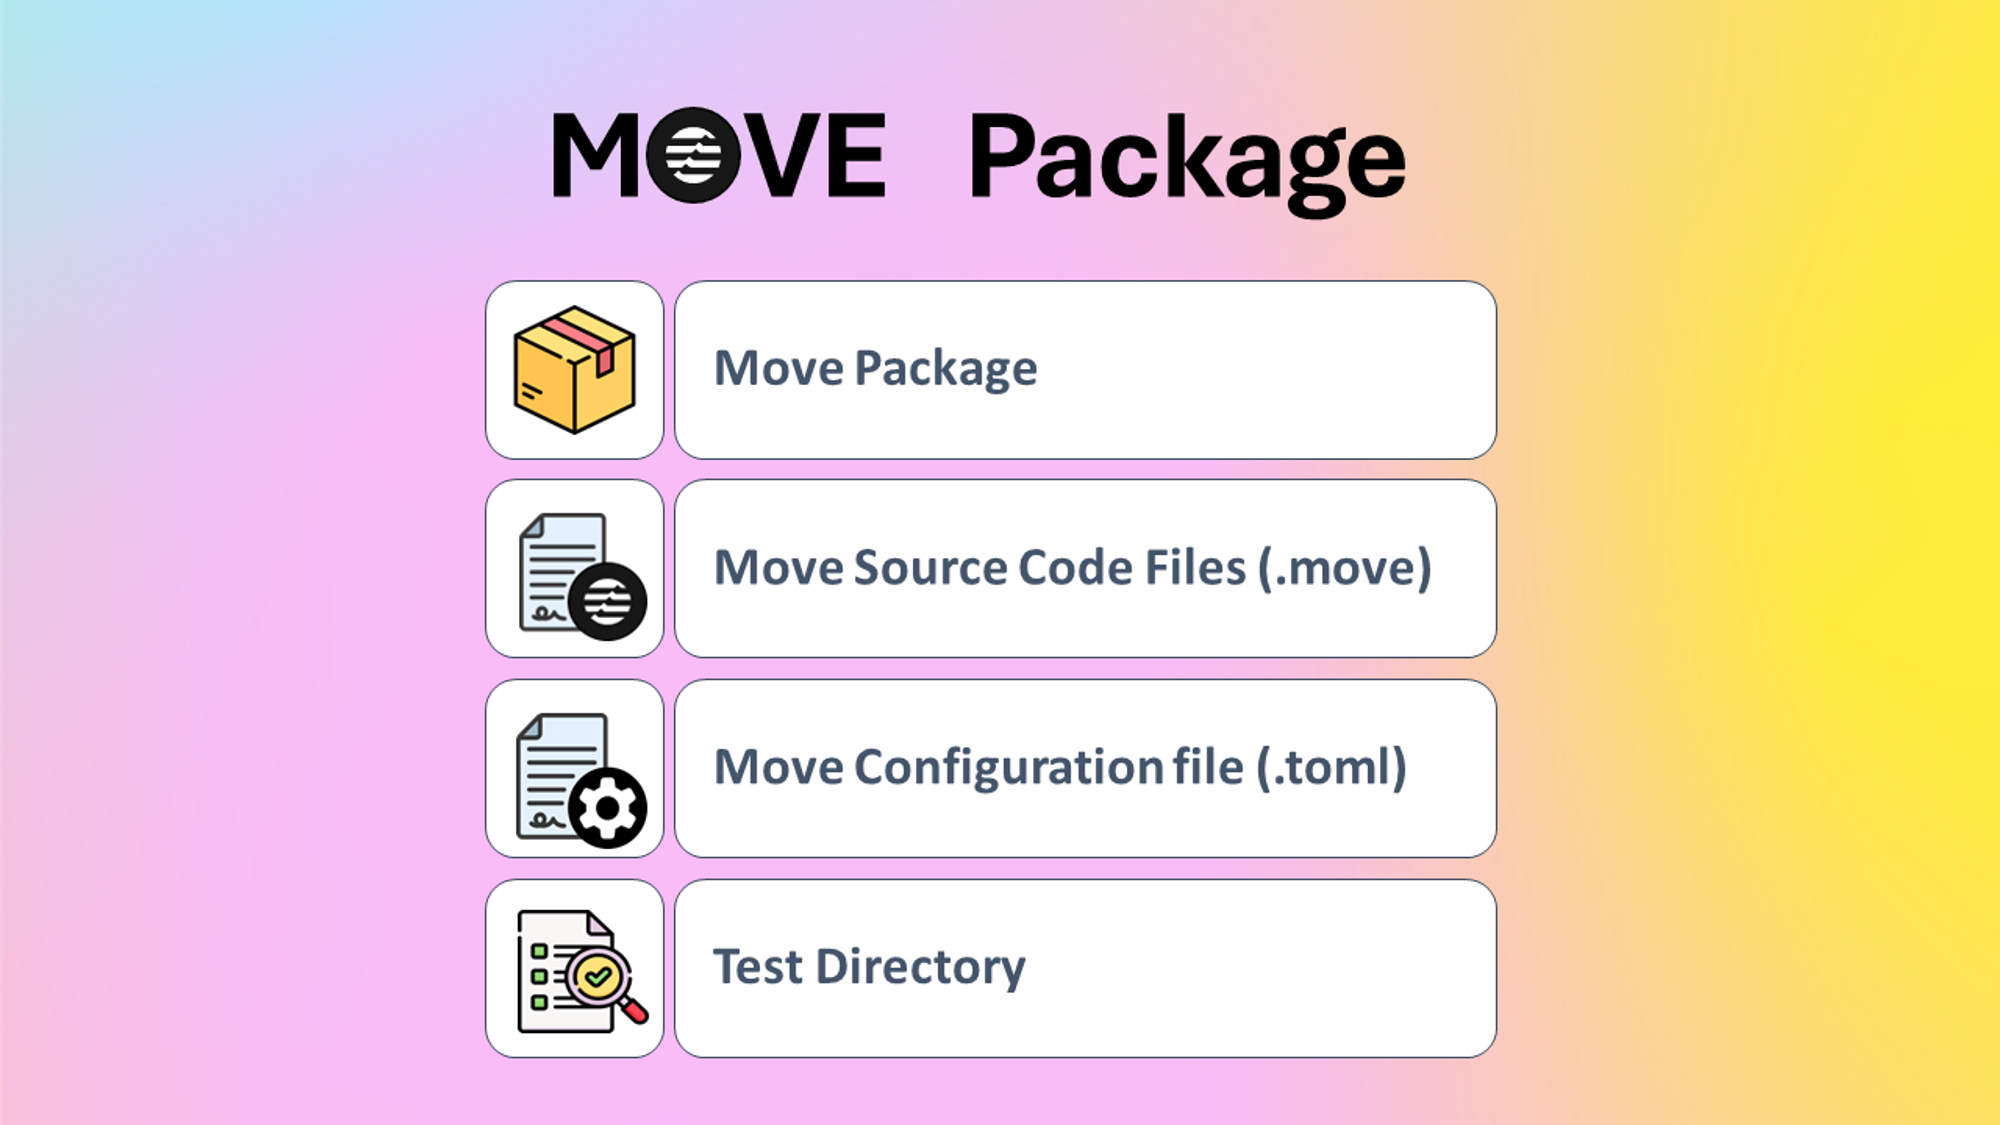 MOVE Package
Move Package
Move Source Code Files (.move)
Move Configuration file (.toml)
Test Directory